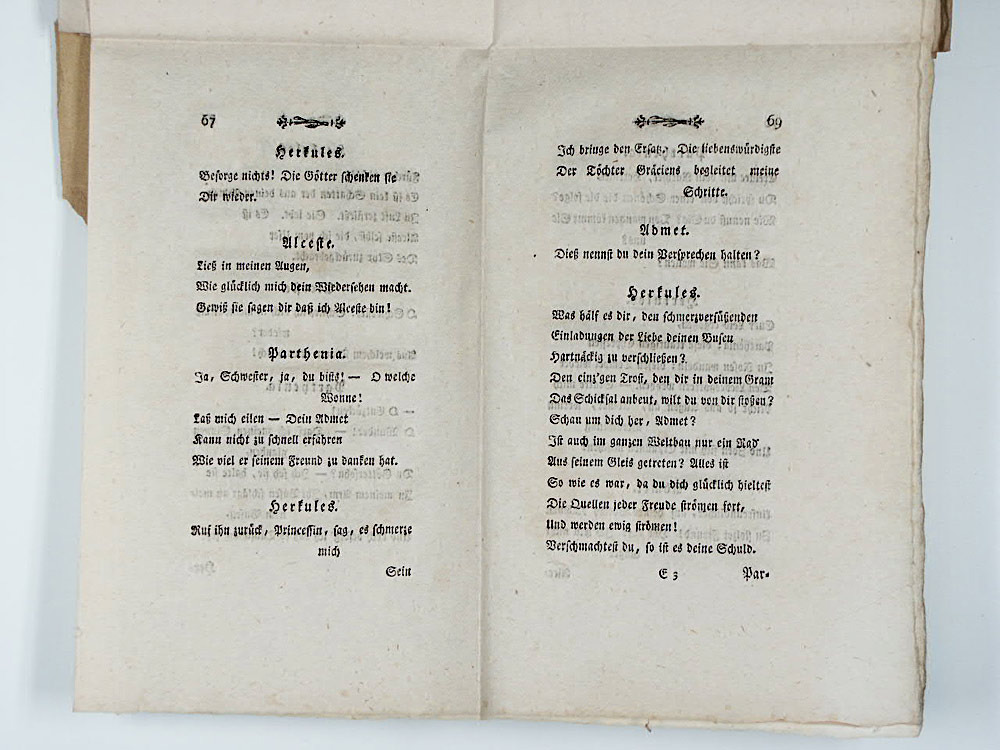 67
Herkules.
Besorge nichts! Die Götter schenken sie
Dir wieder.
Alceste.
Ließ in meinen Augen,
Wie glücklich mich dein Wiedersehen macht.
Gewiß sie sagen dir daß ich Alceste bin!
Parthenia.
Ja, Schwester, ja, du bists! — O welche
Wonne!
Laß mich eilen — Dein Admet
Kann nicht zu schnell erfahren
Wie viel er seinem Freund zu danken hat.
Herkules.
Ruf ihn zurück, Princessin, sag, es schmerze
mich
Sein
69
Ich bringe den Ersatz. Die liebenswürdigste
Der Töchter Gräciens begleitet meine
Schritte.
Admet.
Dieß nennst du dein Versprechen halten?
Herkules.
Was hälf es dir, den schmerzversüßenden
Einladungen der Liebe deinen Busen
Hartnäckig zu verschließen?
Den einz'gen Trost, den dir in deinem Gram
Das Schicksal anbeut, wilt du von dir stoßen?
Schau um dich her, Admet?
Ist auch im ganzen Weltbau nur ein Rad
Aus seinem Gleis getreten? Alles ist
So wie es war, da du dich glücklich hieltest
Die Quellen jeder Freude strömen fort,
Und werden ewig strömen!
Verschmachtest du, so ist es deine Schuld.
E 3
Par-